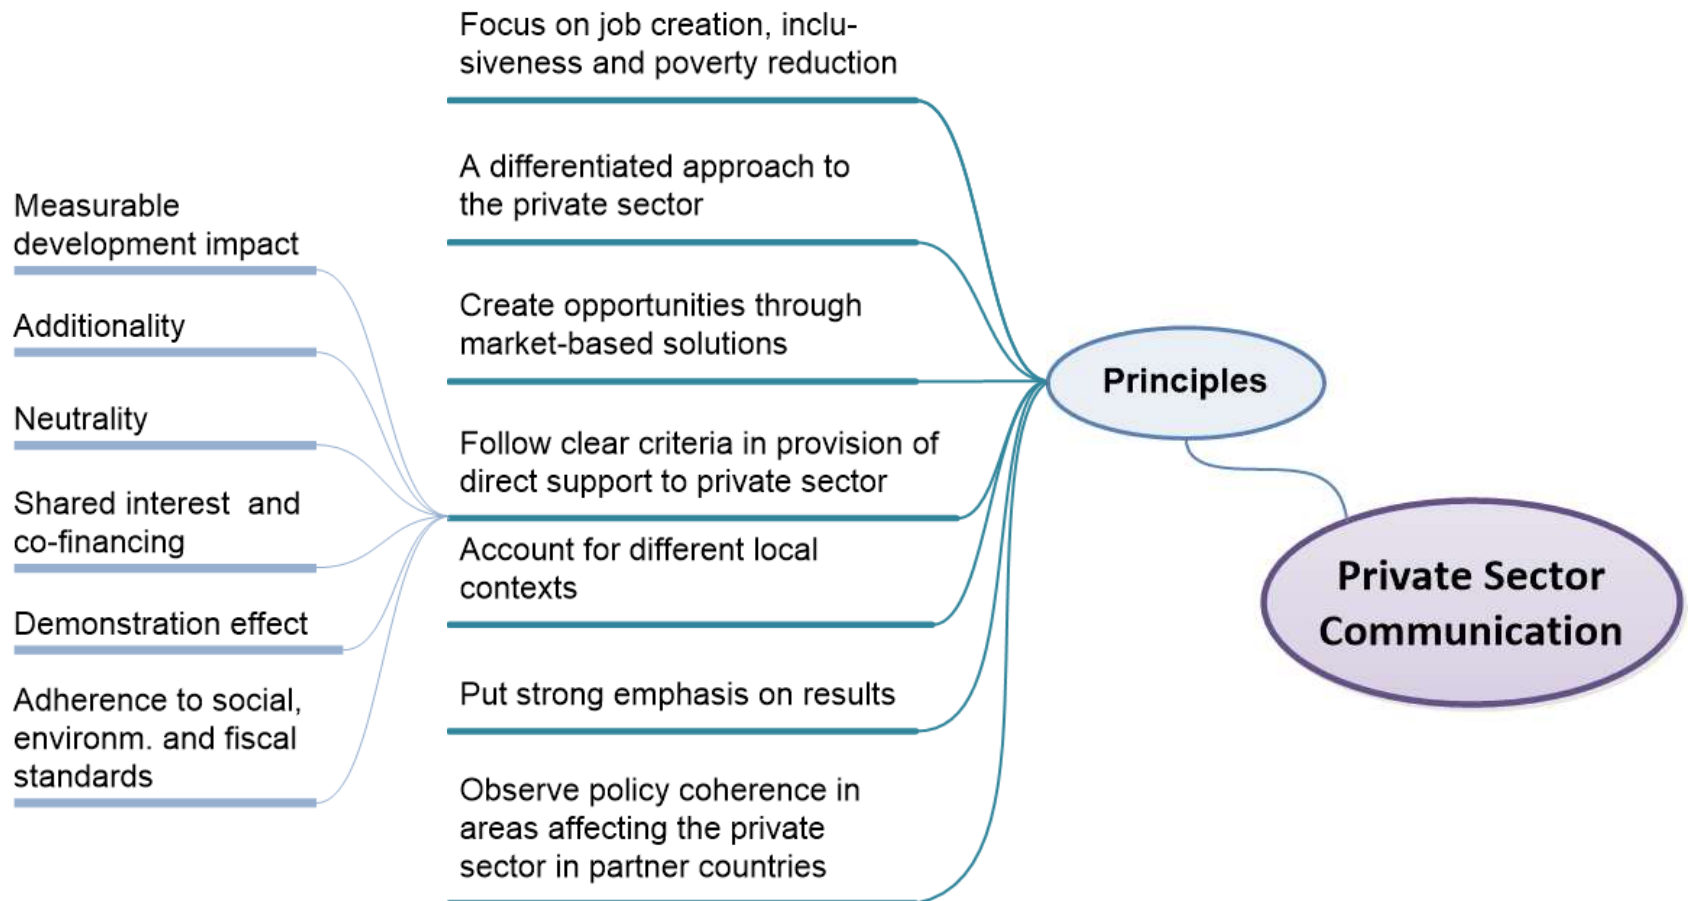 Focus on job creation, inclu-
siveness and poverty reduction
A differentiated approach to
the private sector
Create opportunities through
market-based solutions
Follow clear criteria in provision of
direct support to private sector
Account for different local
contexts
Put strong emphasis on results
Observe policy coherence in
areas affecting the private
sector in partner countries
Measurable
development impact
Additionality
Neutrality
Shared interest and
co-financing
Demonstration effect
Adherence to social,
environm. and fiscal
standards
Principles
Private Sector
Communication